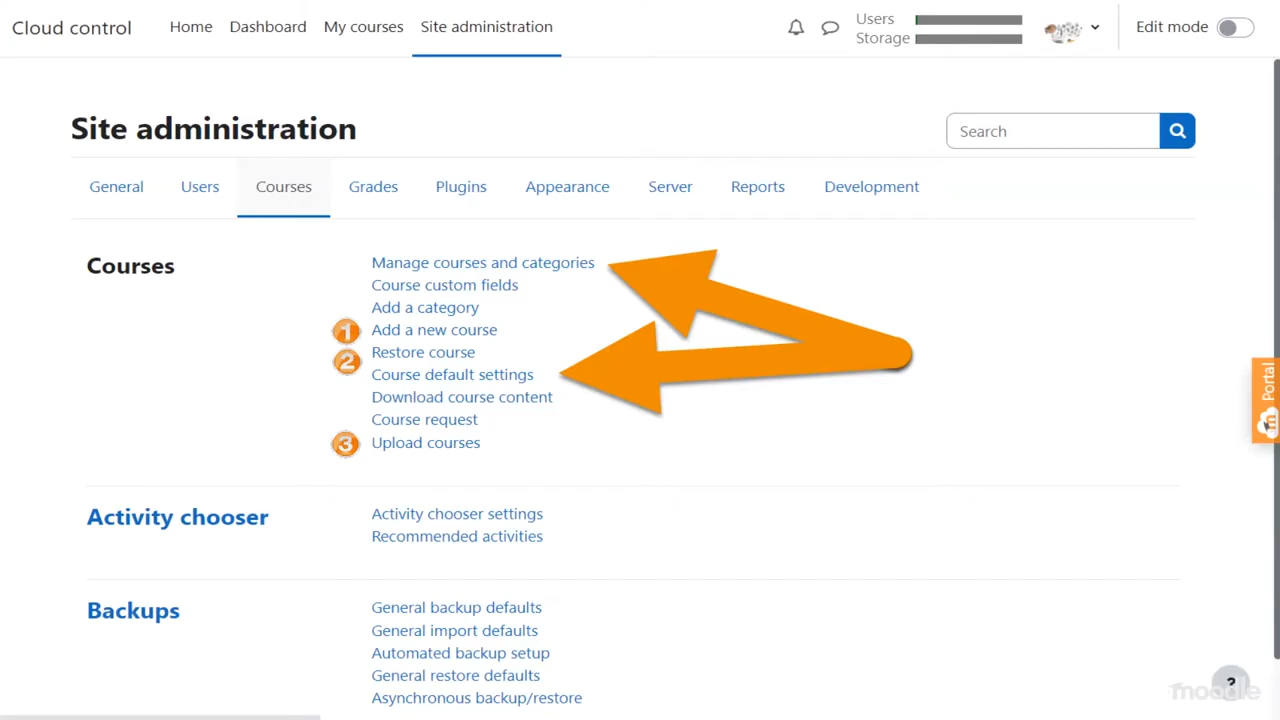 Cloud control
Home Dashboard My courses Site administration
Users
Storage
Edit mode
Site administration
Search
General Users Courses Grades Plugins Appearance Server Reports Development
Courses
Manage courses and categories
Course custom fields
Add a category
1 Add a new course
2 Restore course
Course default settings
Download course content
Course request
3 Upload courses
Portal
Activity chooser
Activity chooser settings
Recommended activities
Backups
General backup defaults
General import defaults
Automated backup setup
General restore defaults
Asynchronous backup/restore
?
moodle